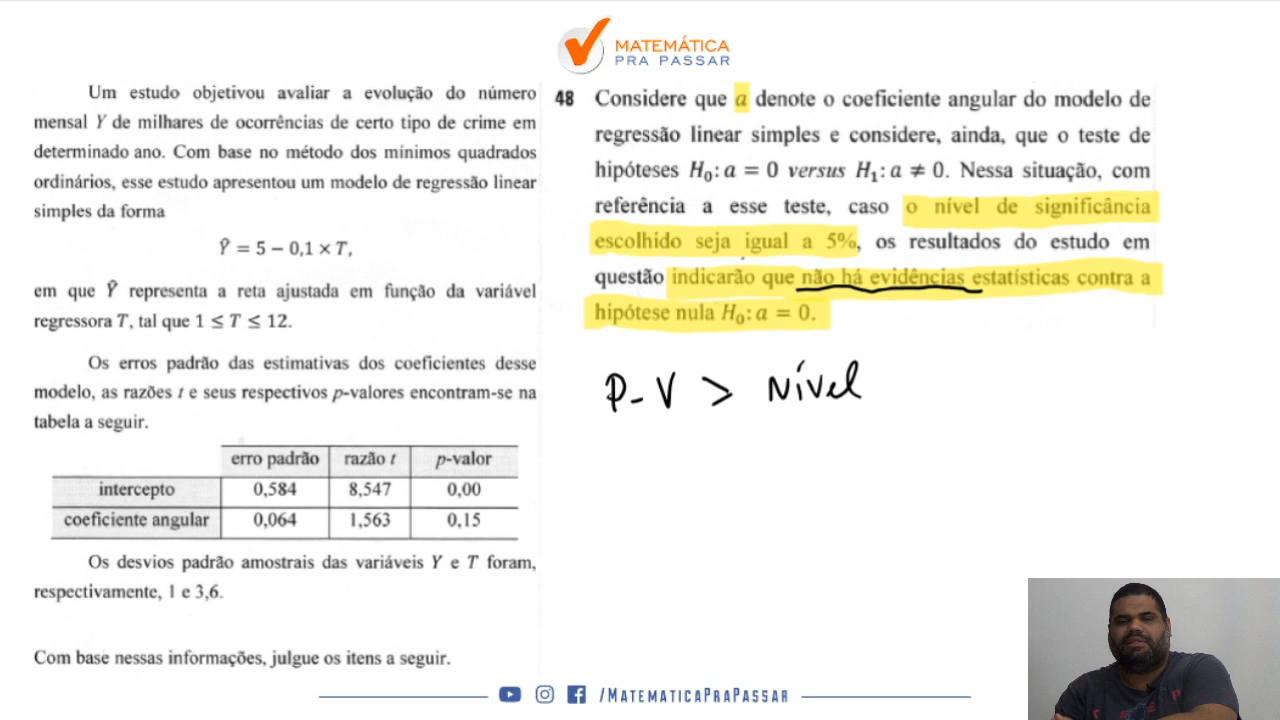 MATEMÁTICA
PRA PASSAR
Um estudo objetivou avaliar a evolução do número
mensal Y de milhares de ocorrências de certo tipo de crime em
determinado ano. Com base no método dos mínimos quadrados
ordinários, esse estudo apresentou um modelo de regressão linear
simples da forma
Ŷ = 5 − 0,1 × T,
em que Ŷ representa a reta ajustada em função da variável
regressora T, tal que 1 ≤ T ≤ 12.
Os erros padrão das estimativas dos coeficientes desse
modelo, as razões t e seus respectivos p-valores encontram-se na
tabela a seguir.
erro padrão razão t p-valor
intercepto 0,584 8,547 0,00
coeficiente angular 0,064 1,563 0,15
Os desvios padrão amostrais das variáveis Y e T foram,
respectivamente, 1 e 3,6.
Com base nessas informações, julgue os itens a seguir.
48 Considere que a denote o coeficiente angular do modelo de
regressão linear simples e considere, ainda, que o teste de
hipóteses H₀: a = 0 versus H₁: a ≠ 0. Nessa situação, com
referência a esse teste, caso o nível de significância
escolhido seja igual a 5%, os resultados do estudo em
questão indicarão que não há evidências estatísticas contra a
hipótese nula H₀: a = 0.
P-V > Nível
/MATEMATICAPRAPASSAR